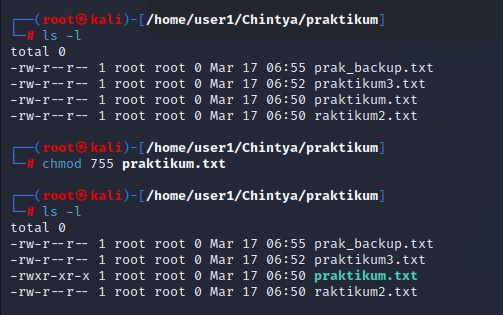 ┌──(root㉿kali)-[/home/user1/Chintya/praktikum]
└─# ls -l
total 0
-rw-r--r-- 1 root root 0 Mar 17 06:55 prak_backup.txt
-rw-r--r-- 1 root root 0 Mar 17 06:52 praktikum3.txt
-rw-r--r-- 1 root root 0 Mar 17 06:50 praktikum.txt
-rw-r--r-- 1 root root 0 Mar 17 06:50 raktikum2.txt
┌──(root㉿kali)-[/home/user1/Chintya/praktikum]
└─# chmod 755 praktikum.txt
┌──(root㉿kali)-[/home/user1/Chintya/praktikum]
└─# ls -l
total 0
-rw-r--r-- 1 root root 0 Mar 17 06:55 prak_backup.txt
-rw-r--r-- 1 root root 0 Mar 17 06:52 praktikum3.txt
-rwxr-xr-x 1 root root 0 Mar 17 06:50 praktikum.txt
-rw-r--r-- 1 root root 0 Mar 17 06:50 raktikum2.txt